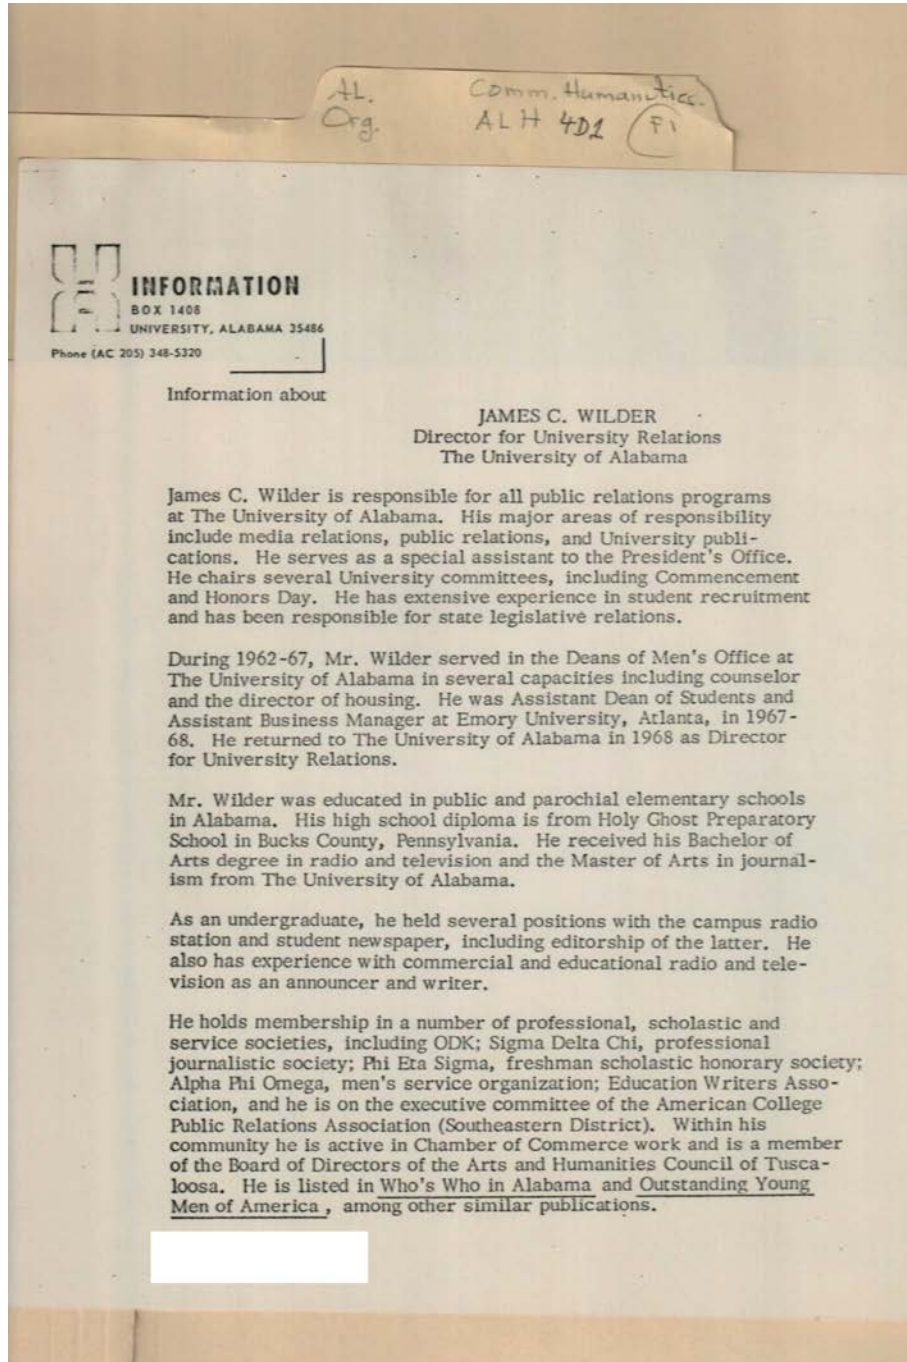 AL. Comm. Humanities.
Org. ALH 4D1 F1
INFORMATION
BOX 1408
UNIVERSITY, ALABAMA 35486
Phone (AC 205) 348-5320
Information about
JAMES C. WILDER
Director for University Relations
The University of Alabama
James C. Wilder is responsible for all public relations programs
at The University of Alabama. His major areas of responsibility
include media relations, public relations, and University publi-
cations. He serves as a special assistant to the President's Office.
He chairs several University committees, including Commencement
and Honors Day. He has extensive experience in student recruitment
and has been responsible for state legislative relations.
During 1962-67, Mr. Wilder served in the Deans of Men's Office at
The University of Alabama in several capacities including counselor
and the director of housing. He was Assistant Dean of Students and
Assistant Business Manager at Emory University, Atlanta, in 1967-
68. He returned to The University of Alabama in 1968 as Director
for University Relations.
Mr. Wilder was educated in public and parochial elementary schools
in Alabama. His high school diploma is from Holy Ghost Preparatory
School in Bucks County, Pennsylvania. He received his Bachelor of
Arts degree in radio and television and the Master of Arts in journal-
ism from The University of Alabama.
As an undergraduate, he held several positions with the campus radio
station and student newspaper, including editorship of the latter. He
also has experience with commercial and educational radio and tele-
vision as an announcer and writer.
He holds membership in a number of professional, scholastic and
service societies, including ODK; Sigma Delta Chi, professional
journalistic society; Phi Eta Sigma, freshman scholastic honorary society;
Alpha Phi Omega, men's service organization; Education Writers Asso-
ciation, and he is on the executive committee of the American College
Public Relations Association (Southeastern District). Within his
community he is active in Chamber of Commerce work and is a member
of the Board of Directors of the Arts and Humanities Council of Tusca-
loosa. He is listed in Who's Who in Alabama and Outstanding Young
Men of America, among other similar publications.